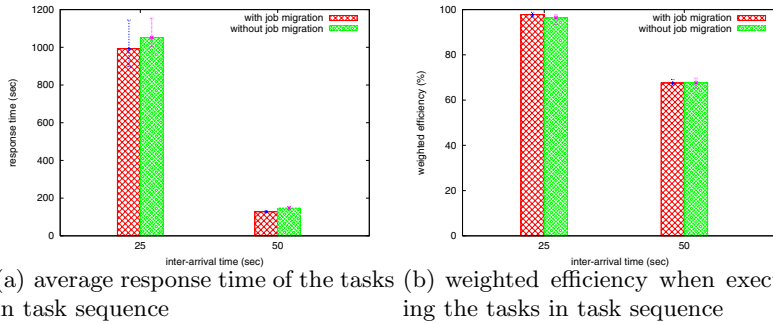 1200
1000
800
600
400
200
0
response time (sec)
with job migration
without job migration
25
50
inter-arrival time (sec)
100
80
60
40
20
0
weighted efficiency (%)
with job migration
without job migration
25
50
inter-arrival time (sec)
a) average response time of the tasks
n task sequence
(b) weighted efficiency when execut
ing the tasks in task sequence